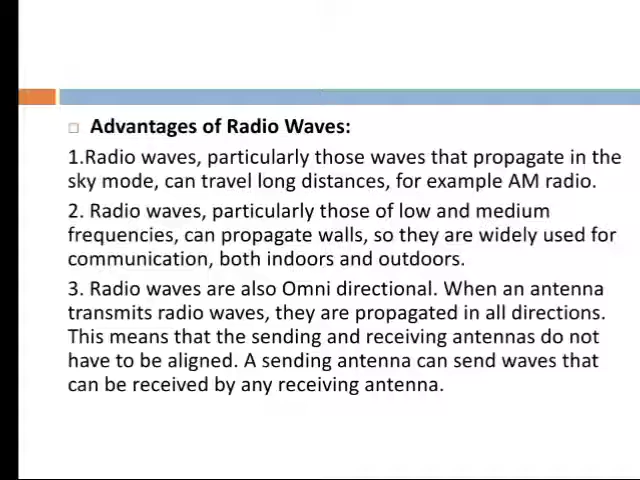 Advantages of Radio Waves:
1.Radio waves, particularly those waves that propagate in the
sky mode, can travel long distances, for example AM radio.
2. Radio waves, particularly those of low and medium
frequencies, can propagate walls, so they are widely used for
communication, both indoors and outdoors.
3. Radio waves are also Omni directional. When an antenna
transmits radio waves, they are propagated in all directions.
This means that the sending and receiving antennas do not
have to be aligned. A sending antenna can send waves that
can be received by any receiving antenna.